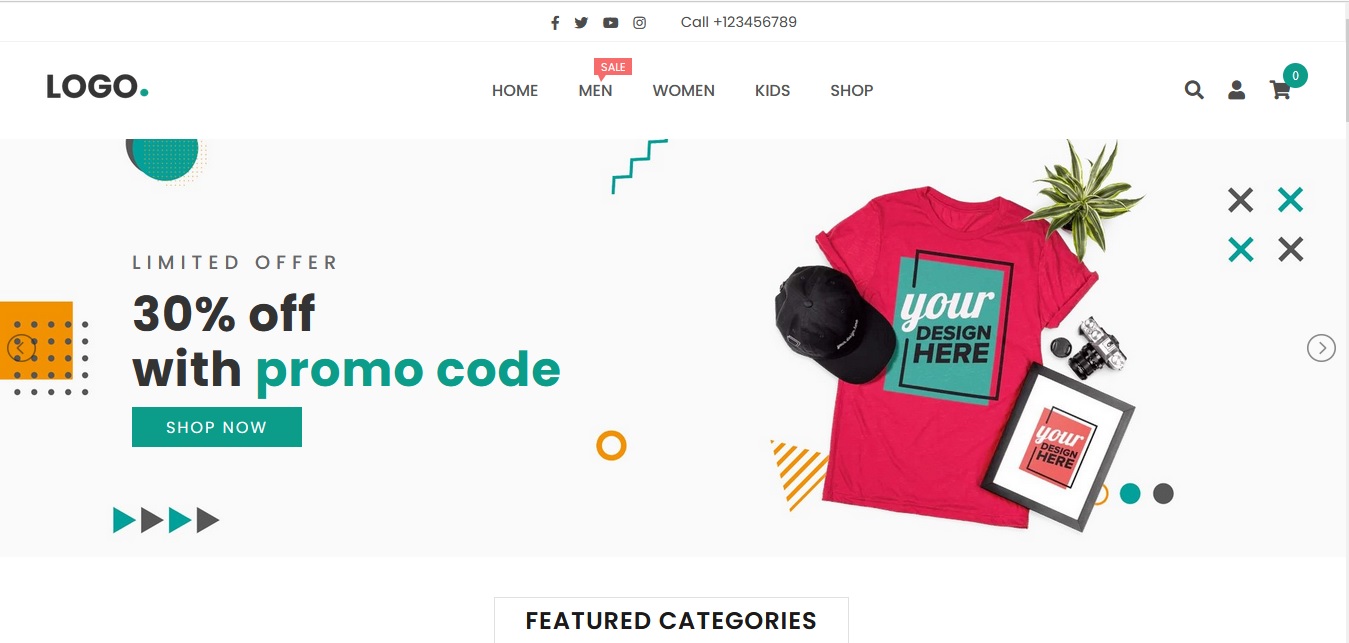 Call +123456789
SALE
LOGO.
HOME MEN WOMEN KIDS SHOP
0
LIMITED OFFER
30% off
with promo code
SHOP NOW
your
DESIGN
HERE
your
DESIGN
HERE
FEATURED CATEGORIES